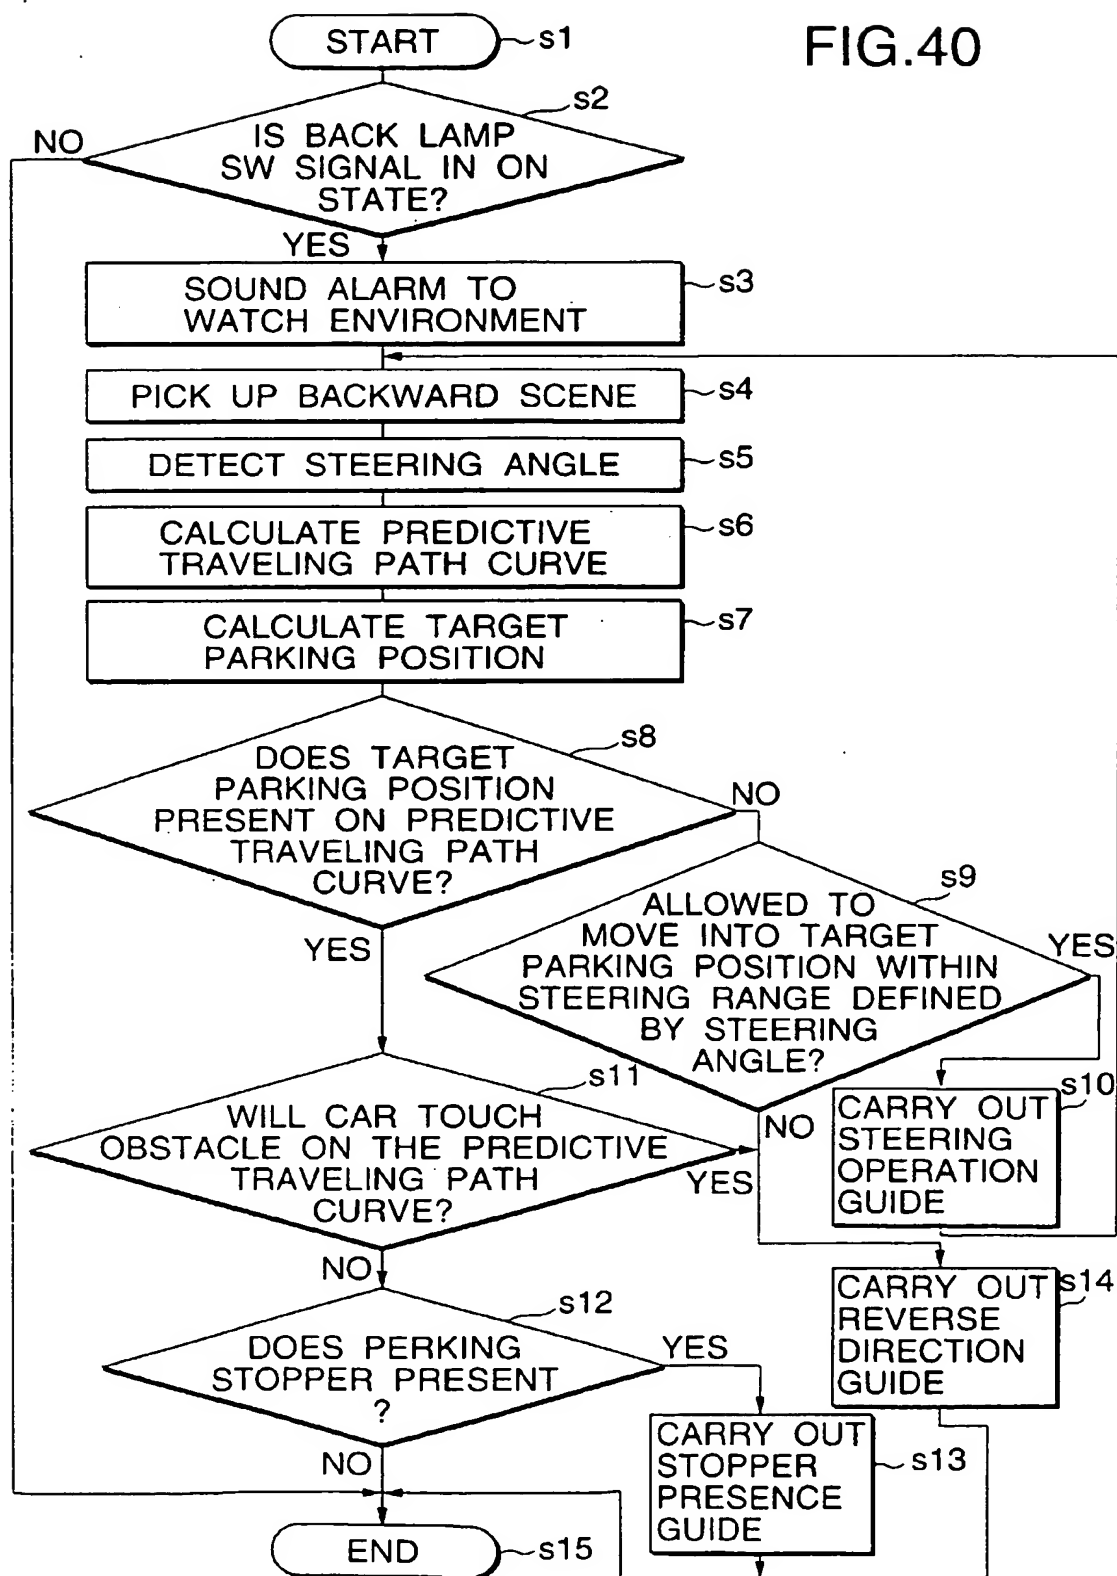 FIG.40
START
s1
s2
NO
IS BACK LAMP
SW SIGNAL IN ON
STATE?
YES
s3
SOUND ALARM TO
WATCH ENVIRONMENT
PICK UP BACKWARD SCENE
s4
DETECT STEERING ANGLE
s5
CALCULATE PREDICTIVE
TRAVELING PATH CURVE
s6
CALCULATE TARGET
PARKING POSITION
s7
s8
DOES TARGET
PARKING POSITION
PRESENT ON PREDICTIVE
TRAVELING PATH
CURVE?
NO
YES
s9
ALLOWED TO
MOVE INTO TARGET
PARKING POSITION WITHIN
STEERING RANGE DEFINED
BY STEERING
ANGLE?
YES
NO
s10
CARRY OUT
STEERING
OPERATION
GUIDE
s11
WILL CAR TOUCH
OBSTACLE ON THE PREDICTIVE
TRAVELING PATH
CURVE?
YES
NO
s14
CARRY OUT
REVERSE
DIRECTION
GUIDE
s12
DOES PERKING
STOPPER PRESENT
?
YES
NO
CARRY OUT
STOPPER
PRESENCE
GUIDE
s13
END
s15